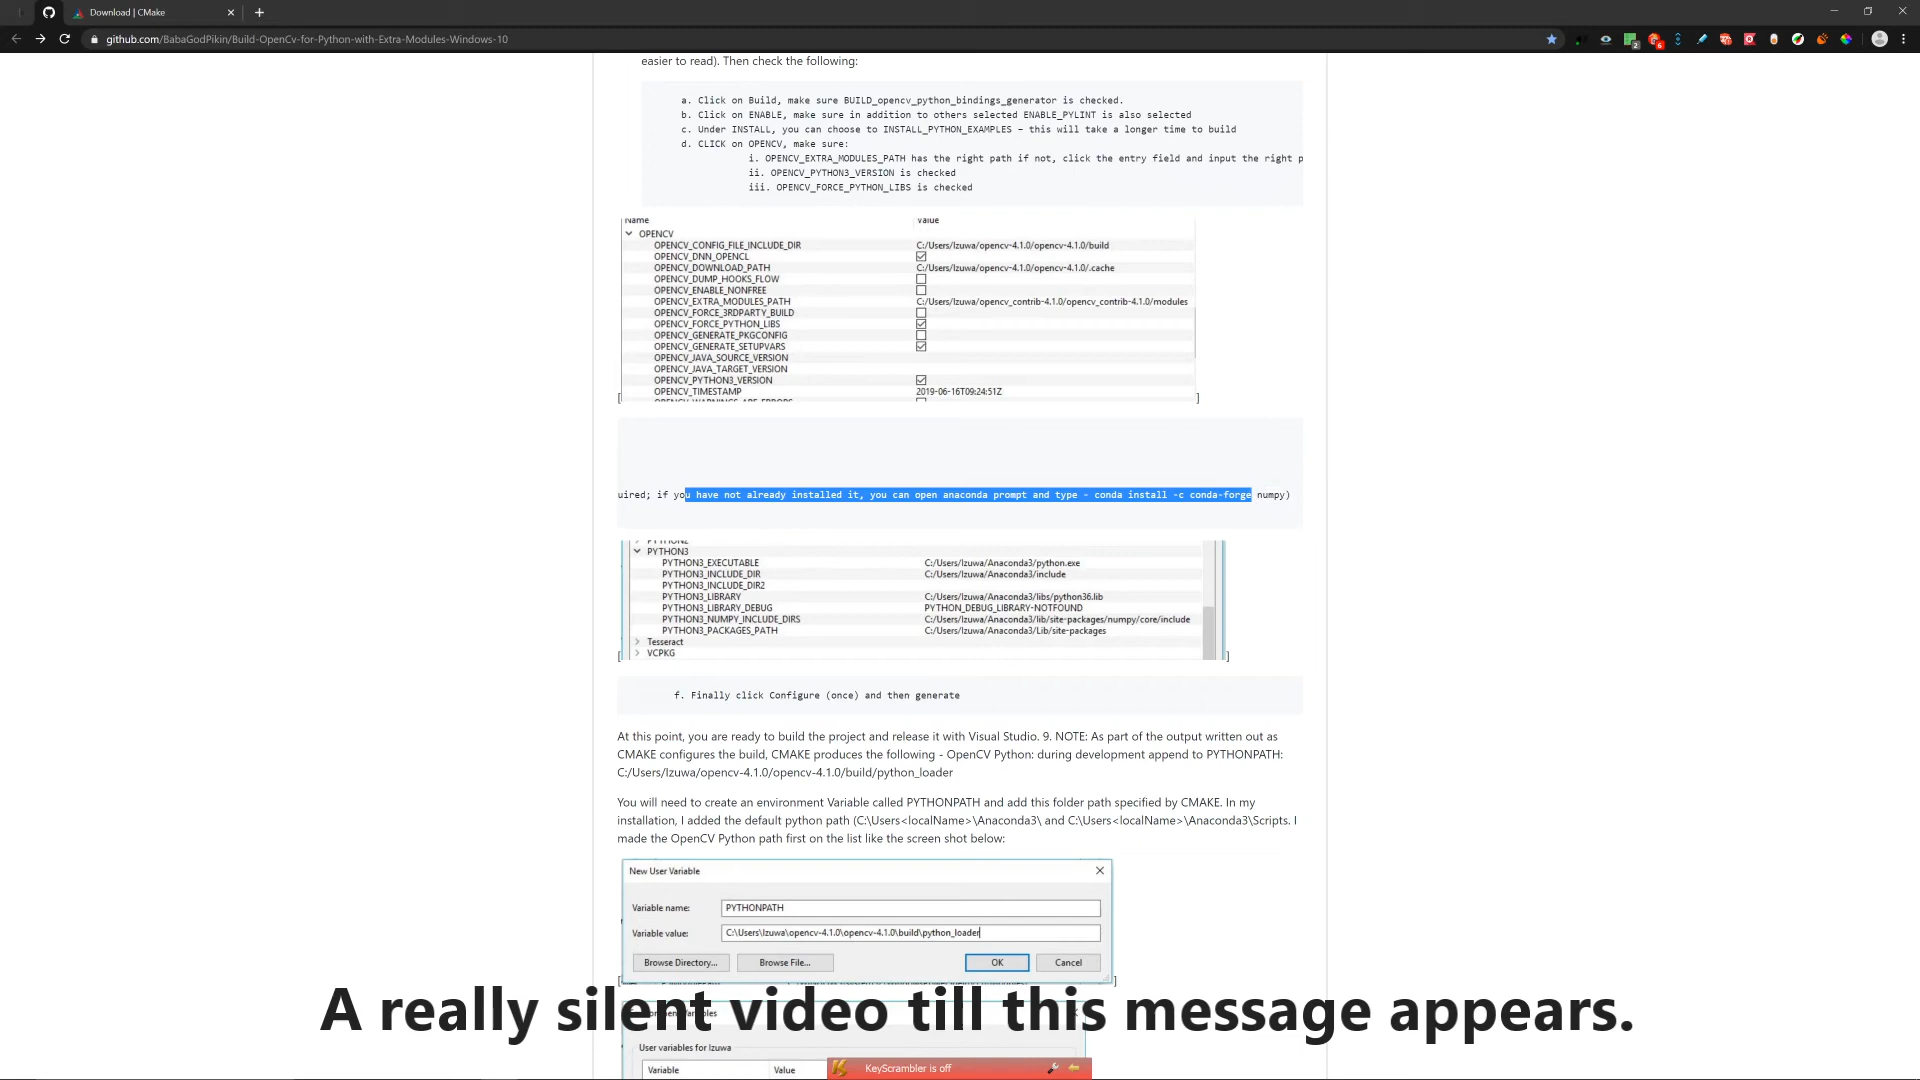 Download | CMake
github.com/BabaGodPikin/Build-OpenCv-for-Python-with-Extra-Modules-Windows-10
easier to read). Then check the following:
a. Click on Build, make sure BUILD_opencv_python_bindings_generator is checked.
b. Click on ENABLE, make sure in addition to others selected ENABLE_PYLINT is also selected
c. Under INSTALL, you can choose to INSTALL_PYTHON_EXAMPLES – this will take a longer time to build
d. CLICK on OPENCV, make sure:
i. OPENCV_EXTRA_MODULES_PATH has the right path if not, click the entry field and input the right p
ii. OPENCV_PYTHON3_VERSION is checked
iii. OPENCV_FORCE_PYTHON_LIBS is checked
Name Value
OPENCV
OPENCV_CONFIG_FILE_INCLUDE_DIR C:/Users/Izuwa/opencv-4.1.0/opencv-4.1.0/build
OPENCV_DNN_OPENCL
OPENCV_DOWNLOAD_PATH C:/Users/Izuwa/opencv-4.1.0/opencv-4.1.0/.cache
OPENCV_DUMP_HOOKS_FLOW
OPENCV_ENABLE_NONFREE
OPENCV_EXTRA_MODULES_PATH C:/Users/Izuwa/opencv_contrib-4.1.0/opencv_contrib-4.1.0/modules
OPENCV_FORCE_3RDPARTY_BUILD
OPENCV_FORCE_PYTHON_LIBS
OPENCV_GENERATE_PKGCONFIG
OPENCV_GENERATE_SETUPVARS
OPENCV_JAVA_SOURCE_VERSION
OPENCV_JAVA_TARGET_VERSION
OPENCV_PYTHON3_VERSION
OPENCV_TIMESTAMP 2019-06-16T09:24:51Z
[ ]
uired; if you have not already installed it, you can open anaconda prompt and type - conda install -c conda-forge numpy)
PYTHON2
PYTHON3
PYTHON3_EXECUTABLE C:/Users/Izuwa/Anaconda3/python.exe
PYTHON3_INCLUDE_DIR C:/Users/Izuwa/Anaconda3/include
PYTHON3_INCLUDE_DIR2
PYTHON3_LIBRARY C:/Users/Izuwa/Anaconda3/libs/python36.lib
PYTHON3_LIBRARY_DEBUG PYTHON_DEBUG_LIBRARY-NOTFOUND
PYTHON3_NUMPY_INCLUDE_DIRS C:/Users/Izuwa/Anaconda3/lib/site-packages/numpy/core/include
PYTHON3_PACKAGES_PATH C:/Users/Izuwa/Anaconda3/Lib/site-packages
Tesseract
VCPKG
[ ]
f. Finally click Configure (once) and then generate
At this point, you are ready to build the project and release it with Visual Studio. 9. NOTE: As part of the output written out as
CMAKE configures the build, CMAKE produces the following - OpenCV Python: during development append to PYTHONPATH:
C:/Users/Izuwa/opencv-4.1.0/opencv-4.1.0/build/python_loader
You will need to create an environment Variable called PYTHONPATH and add this folder path specified by CMAKE. In my
installation, I added the default python path (C:\Users<localName>\Anaconda3\ and C:\Users<localName>\Anaconda3\Scripts. I
made the OpenCV Python path first on the list like the screen shot below:
New User Variable
Variable name: PYTHONPATH
Variable value: C:\Users\Izuwa\opencv-4.1.0\opencv-4.1.0\build\python_loader
Browse Directory... Browse File... OK Cancel
[ ]
A really silent video till this message appears.
User variables for Izuwa
Variable Value
KeyScrambler is off